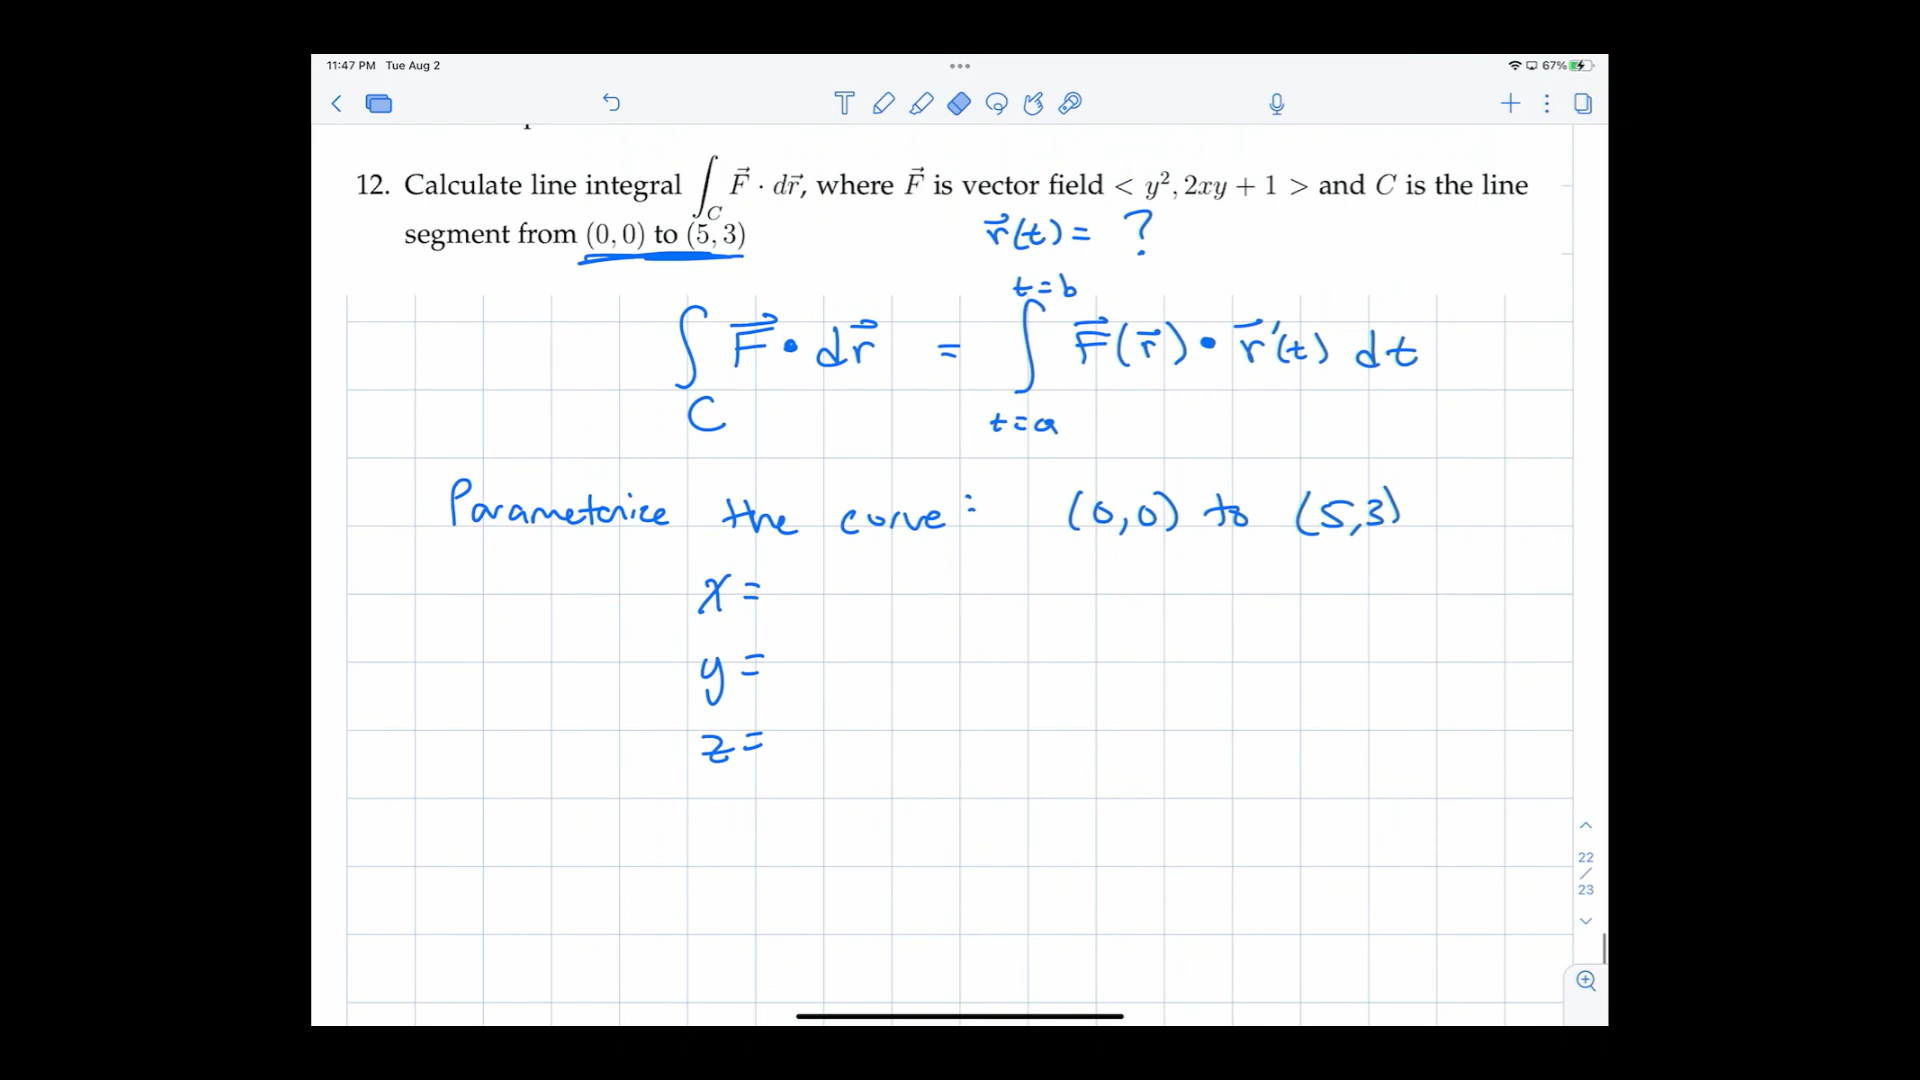 11:47 PM Tue Aug 2
67%
12. Calculate line integral ∫_C F⃗ · dr⃗, where F⃗ is vector field < y², 2xy + 1 > and C is the line
segment from (0, 0) to (5, 3)
r⃗(t) = ?
∫_C F⃗ · dr⃗ = ∫_{t=a}^{t=b} F⃗(r⃗) · r⃗'(t) dt
Parametorize the curve: (0,0) to (5,3)
x =
y =
z =
22
/
23